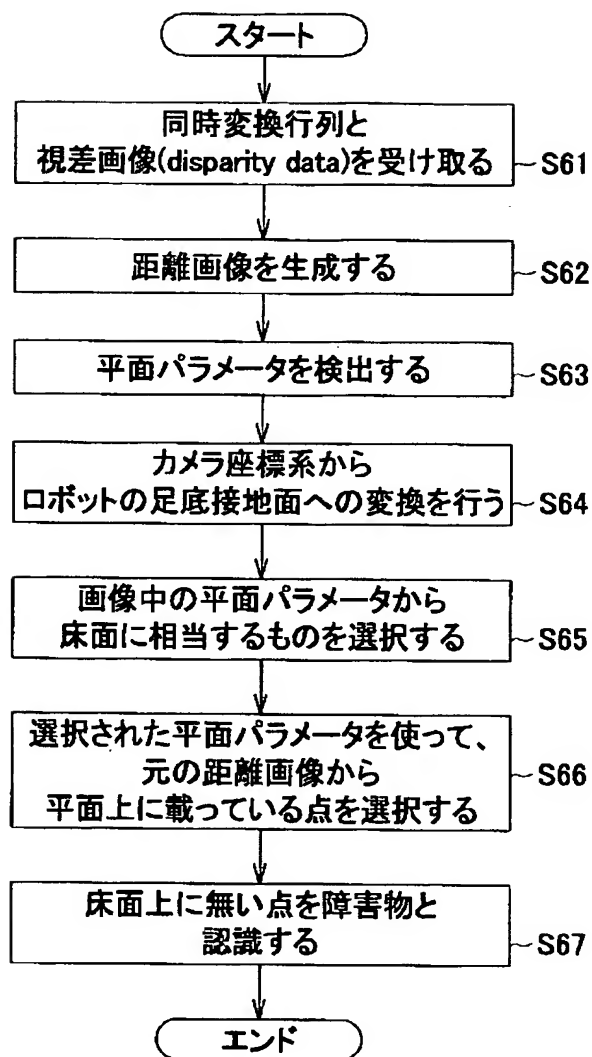 スタート
同時変換行列と
視差画像(disparity data)を受け取る
S61
距離画像を生成する
S62
平面パラメータを検出する
S63
カメラ座標系から
ロボットの足底接地面への変換を行う
S64
画像中の平面パラメータから
床面に相当するものを選択する
S65
選択された平面パラメータを使って、
元の距離画像から
平面上に載っている点を選択する
S66
床面上に無い点を障害物と
認識する
S67
エンド